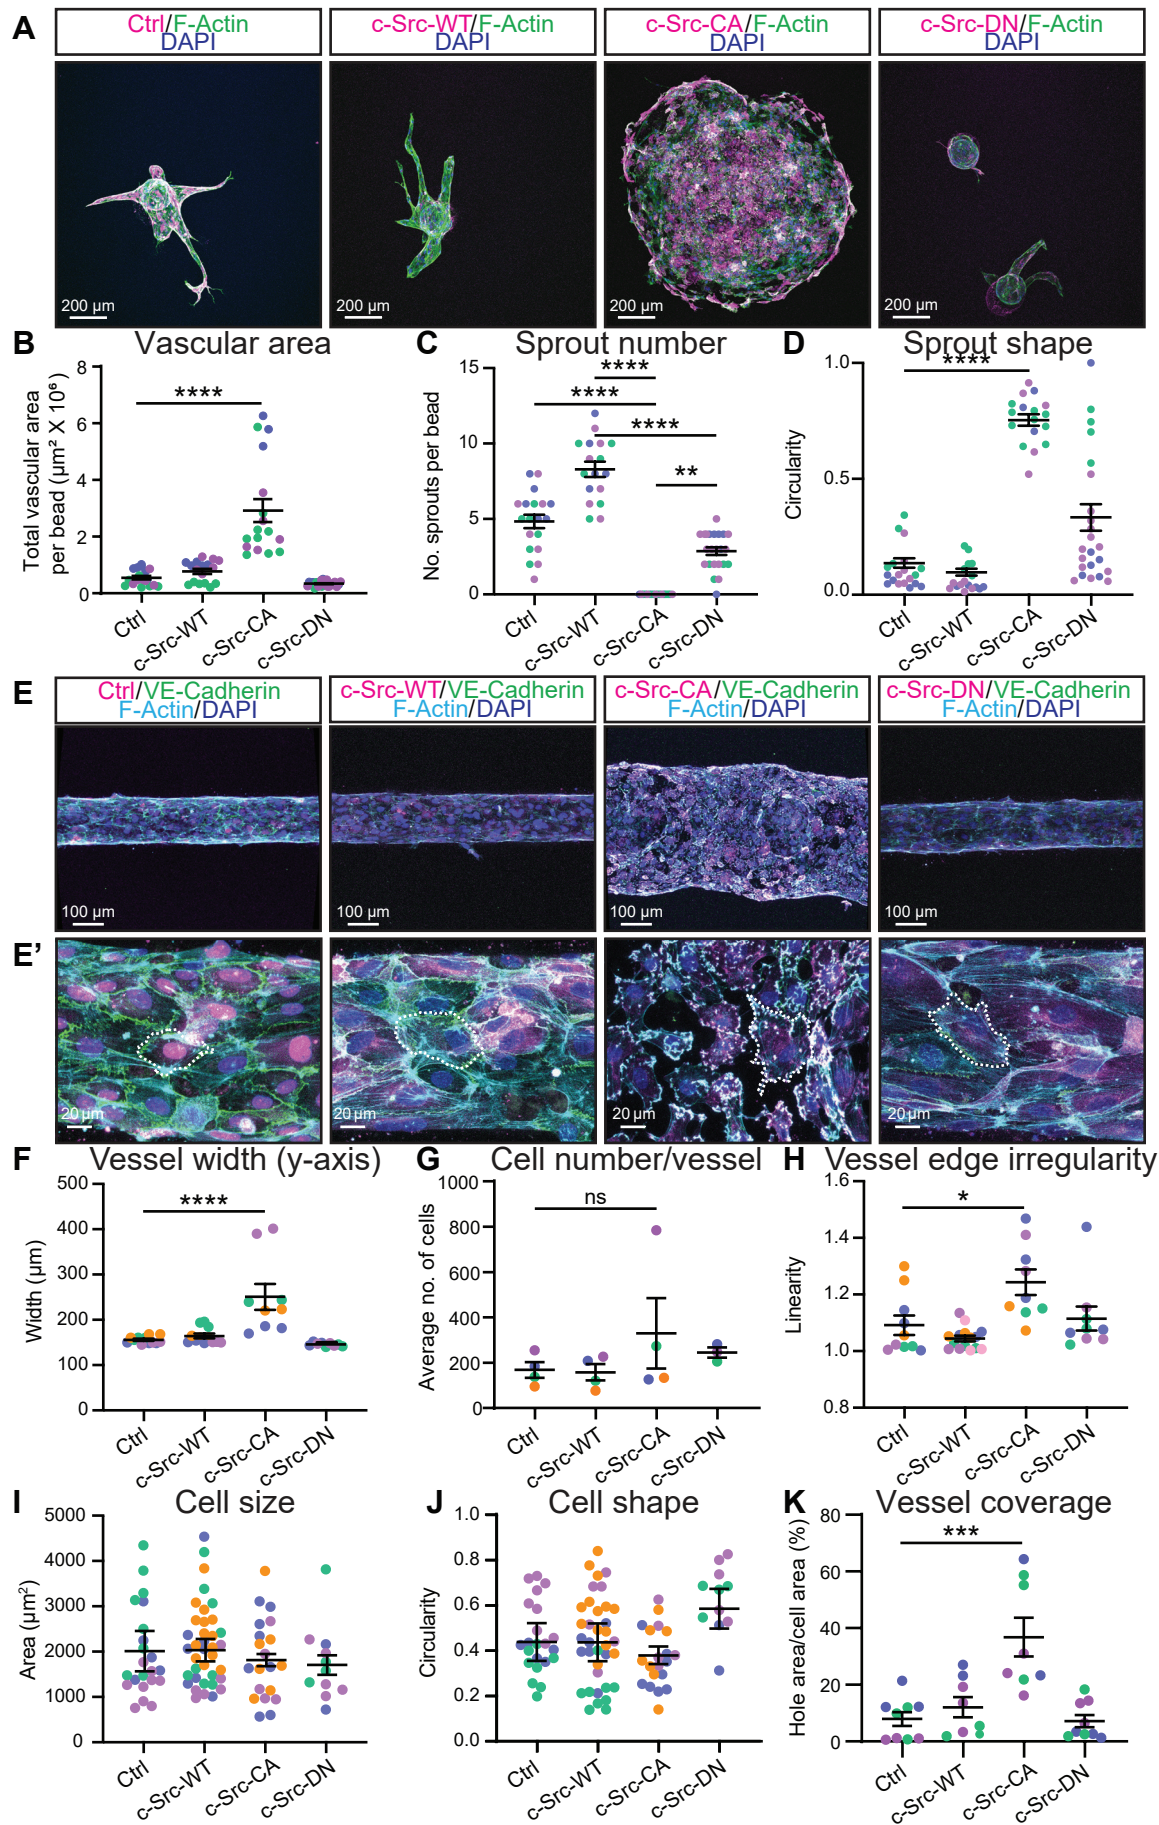 A
Ctrl/F-Actin
DAPI
c-Src-WT/F-Actin
DAPI
c-Src-CA/F-Actin
DAPI
c-Src-DN/F-Actin
DAPI
200 µm
200 µm
200 µm
200 µm
B
Vascular area
Total vascular area
per bead (µm² X 10⁶)
8
6
4
2
0
****
Ctrl
c-Src-WT
c-Src-CA
c-Src-DN
C
Sprout number
No. sprouts per bead
15
10
5
0
****
****
****
**
Ctrl
c-Src-WT
c-Src-CA
c-Src-DN
D
Sprout shape
Circularity
1.0
0.5
0.0
****
Ctrl
c-Src-WT
c-Src-CA
c-Src-DN
E
Ctrl/VE-Cadherin
F-Actin/DAPI
c-Src-WT/VE-Cadherin
F-Actin/DAPI
c-Src-CA/VE-Cadherin
F-Actin/DAPI
c-Src-DN/VE-Cadherin
F-Actin/DAPI
100 µm
100 µm
100 µm
100 µm
E’
20 µm
20 µm
20 µm
20 µm
F
Vessel width (y-axis)
Width (µm)
500
400
300
200
100
0
****
Ctrl
c-Src-WT
c-Src-CA
c-Src-DN
G
Cell number/vessel
Average no. of cells
1000
800
600
400
200
0
ns
Ctrl
c-Src-WT
c-Src-CA
c-Src-DN
H
Vessel edge irregularity
Linearity
1.6
1.4
1.2
1.0
0.8
*
Ctrl
c-Src-WT
c-Src-CA
c-Src-DN
I
Cell size
Area (µm²)
5000
4000
3000
2000
1000
0
Ctrl
c-Src-WT
c-Src-CA
c-Src-DN
J
Cell shape
Circularity
1.0
0.8
0.6
0.4
0.2
0.0
Ctrl
c-Src-WT
c-Src-CA
c-Src-DN
K
Vessel coverage
Hole area/cell area (%)
80
60
40
20
0
***
Ctrl
c-Src-WT
c-Src-CA
c-Src-DN